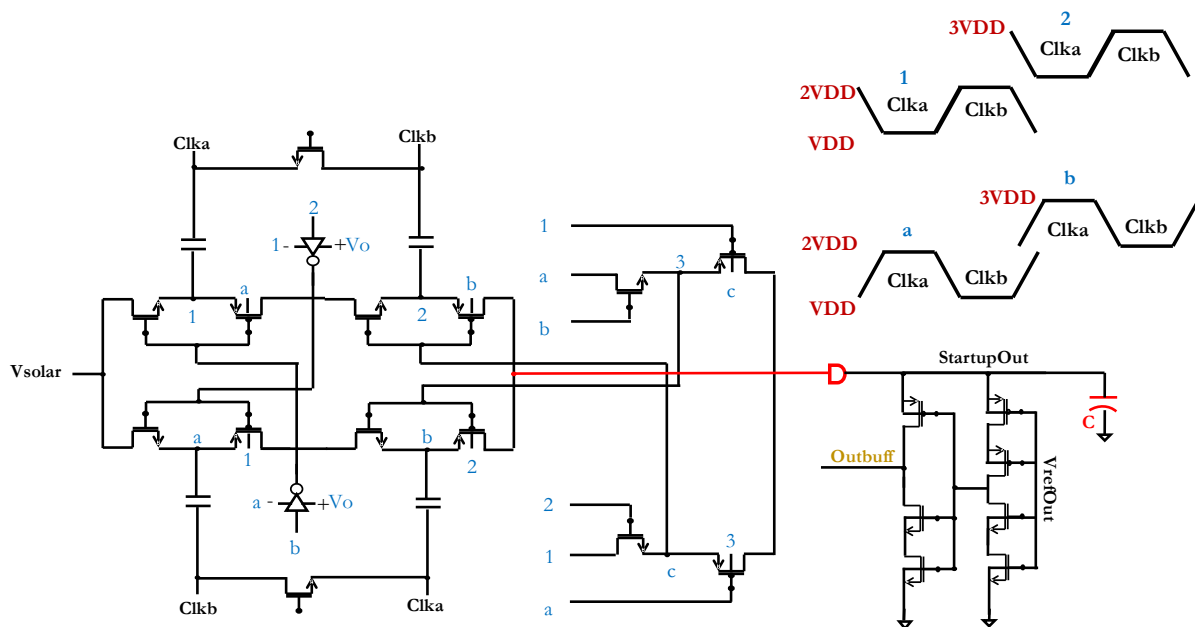 2
3VDD
Clka
Clkb
1
2VDD
Clka
Clkb
VDD
Clka
Clkb
2
1 - +Vo
a
b
1
2
Vsolar
a
1
b
2
a - +Vo
b
Clkb
Clka
1
a
3
b
c
2
1
3
c
a
b
3VDD
Clka
Clkb
a
2VDD
Clka
Clkb
VDD
StartupOut
C
Outbuff
VrefOut